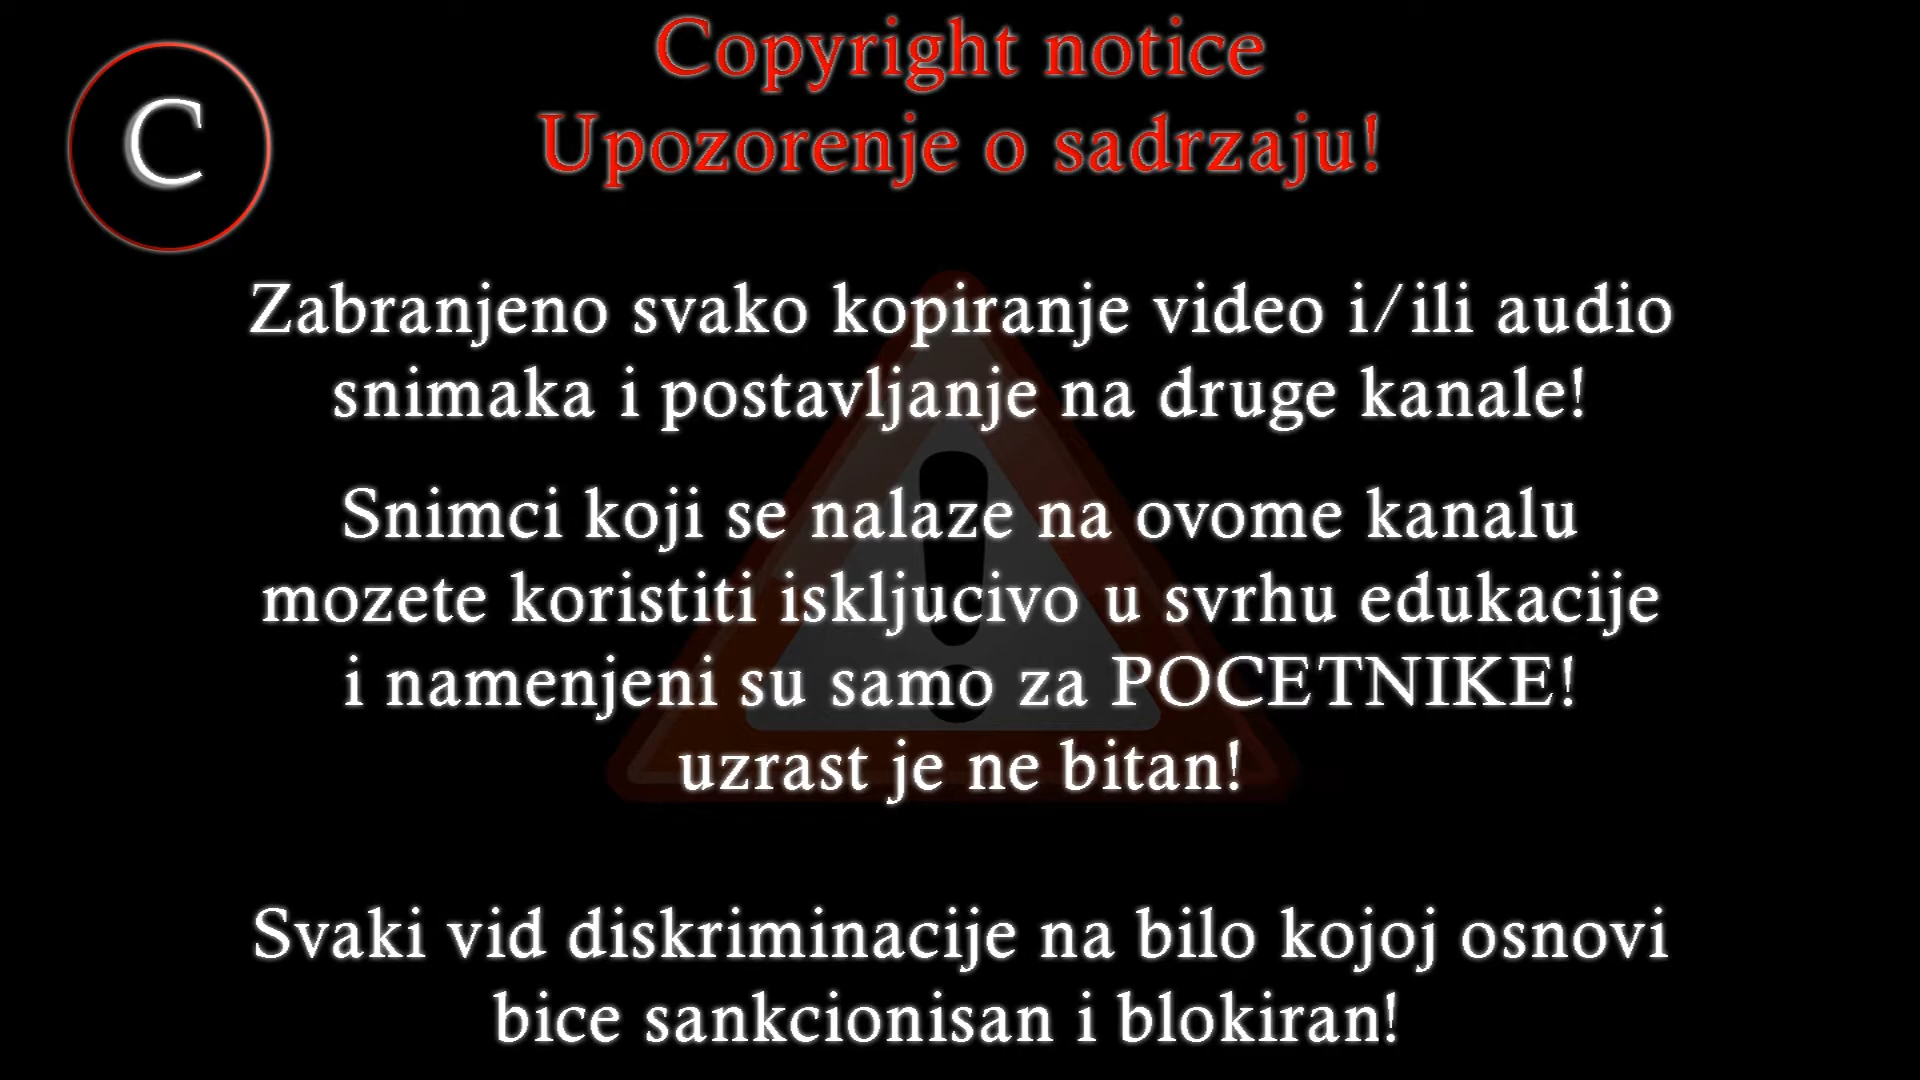 Copyright notice
Upozorenje o sadrzaju!
C
Zabranjeno svako kopiranje video i/ili audio
snimaka i postavljanje na druge kanale!
Snimci koji se nalaze na ovome kanalu
mozete koristiti iskljucivo u svrhu edukacije
i namenjeni su samo za POCETNIKE!
uzrast je ne bitan!
Svaki vid diskriminacije na bilo kojoj osnovi
bice sankcionisan i blokiran!